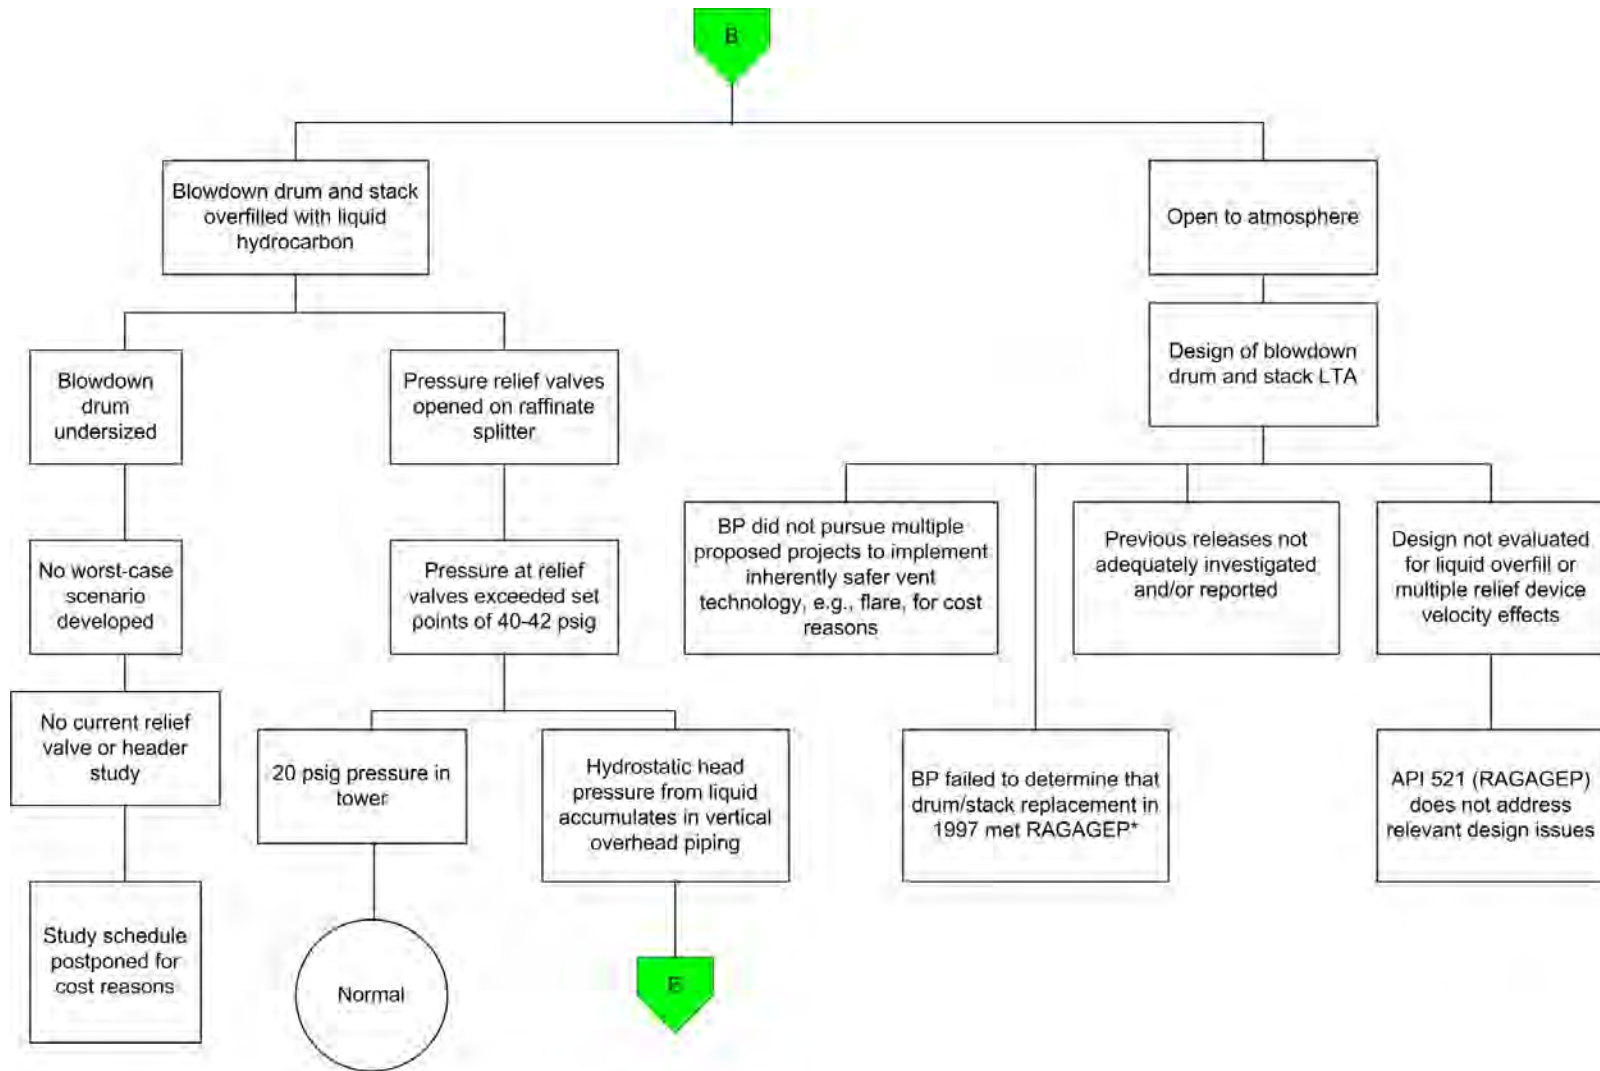 B
Blowdown drum and stack
overfilled with liquid
hydrocarbon
Open to atmosphere
Blowdown
drum
undersized
Pressure relief valves
opened on raffinate
splitter
Design of blowdown
drum and stack LTA
No worst-case
scenario
developed
Pressure at relief
valves exceeded set
points of 40-42 psig
BP did not pursue multiple
proposed projects to implement
inherently safer vent
technology, e.g., flare, for cost
reasons
Previous releases not
adequately investigated
and/or reported
Design not evaluated
for liquid overfill or
multiple relief device
velocity effects
No current relief
valve or header
study
20 psig pressure in
tower
Hydrostatic head
pressure from liquid
accumulates in vertical
overhead piping
BP failed to determine that
drum/stack replacement in
1997 met RAGAGEP*
API 521 (RAGAGEP)
does not address
relevant design issues
Study schedule
postponed for
cost reasons
Normal
E